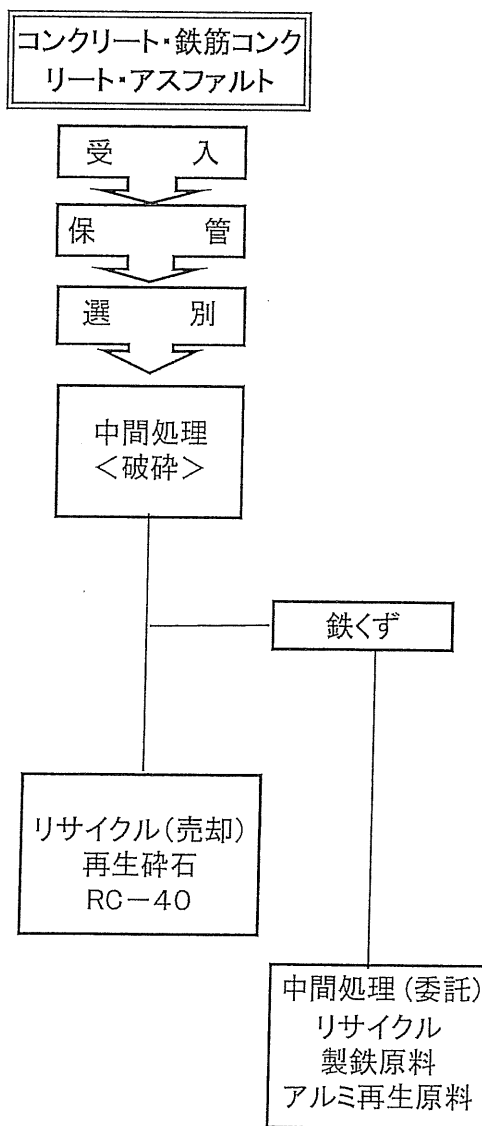 コンクリート・鉄筋コンク
リート・アスファルト
受　　入
保　　管
選　　別
中間処理
＜破砕＞
鉄くず
リサイクル（売却）
再生砕石
RC－40
中間処理（委託）
リサイクル
製鉄原料
アルミ再生原料